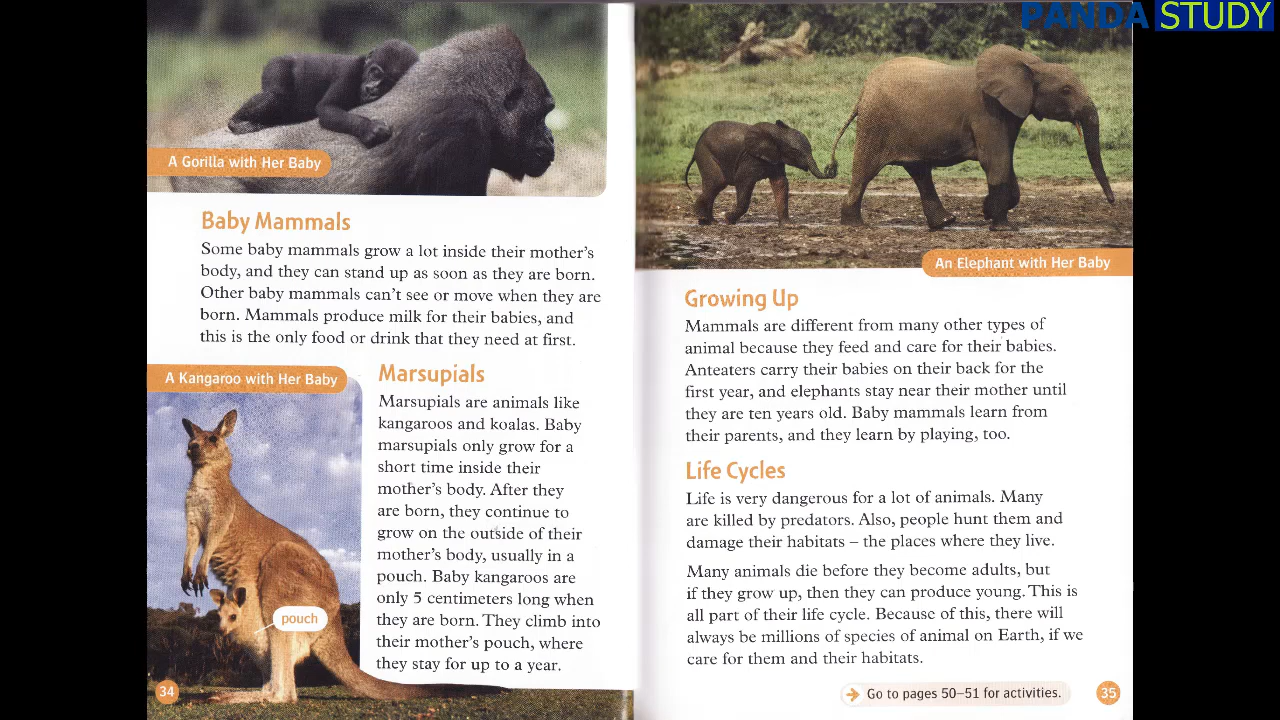 PANDA STUDY
A Gorilla with Her Baby
Baby Mammals
Some baby mammals grow a lot inside their mother's
body, and they can stand up as soon as they are born.
Other baby mammals can't see or move when they are
born. Mammals produce milk for their babies, and
this is the only food or drink that they need at first.
A Kangaroo with Her Baby
Marsupials
Marsupials are animals like
kangaroos and koalas. Baby
marsupials only grow for a
short time inside their
mother's body. After they
are born, they continue to
grow on the outside of their
mother's body, usually in a
pouch. Baby kangaroos are
only 5 centimeters long when
they are born. They climb into
their mother's pouch, where
they stay for up to a year.
pouch
34
An Elephant with Her Baby
Growing Up
Mammals are different from many other types of
animal because they feed and care for their babies.
Anteaters carry their babies on their back for the
first year, and elephants stay near their mother until
they are ten years old. Baby mammals learn from
their parents, and they learn by playing, too.
Life Cycles
Life is very dangerous for a lot of animals. Many
are killed by predators. Also, people hunt them and
damage their habitats – the places where they live.
Many animals die before they become adults, but
if they grow up, then they can produce young. This is
all part of their life cycle. Because of this, there will
always be millions of species of animal on Earth, if we
care for them and their habitats.
Go to pages 50–51 for activities.
35